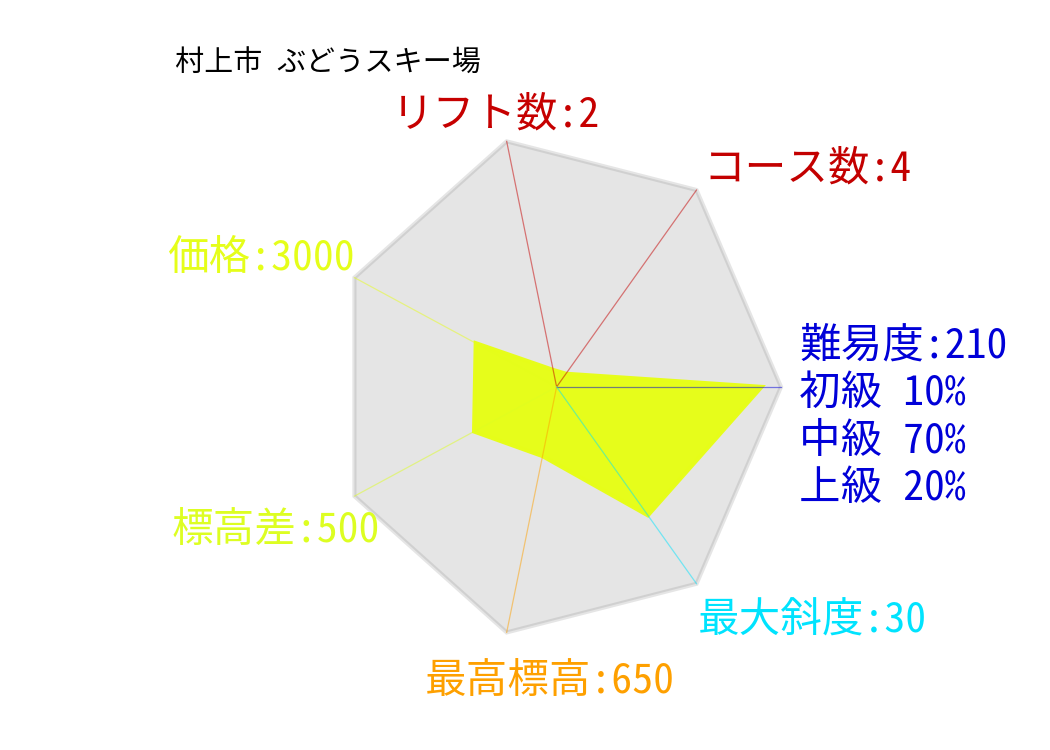 村上市 ぶどうスキー場
リフト数:2
コース数:4
価格:3000
難易度:210
初級 10%
中級 70%
上級 20%
標高差:500
最大斜度:30
最高標高:650